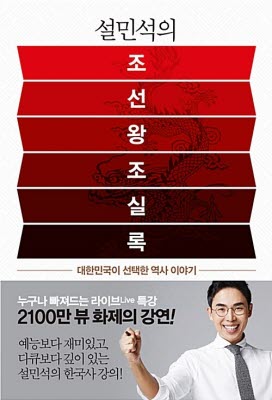 설민석의
조
선
왕
조
실
록
대한민국이 선택한 역사 이야기
누구나 빠져드는 라이브Live 특강
2100만 뷰 화제의 강연!
예능보다 재미있고,
다큐보다 깊이 있는
설민석의 한국사 강의!